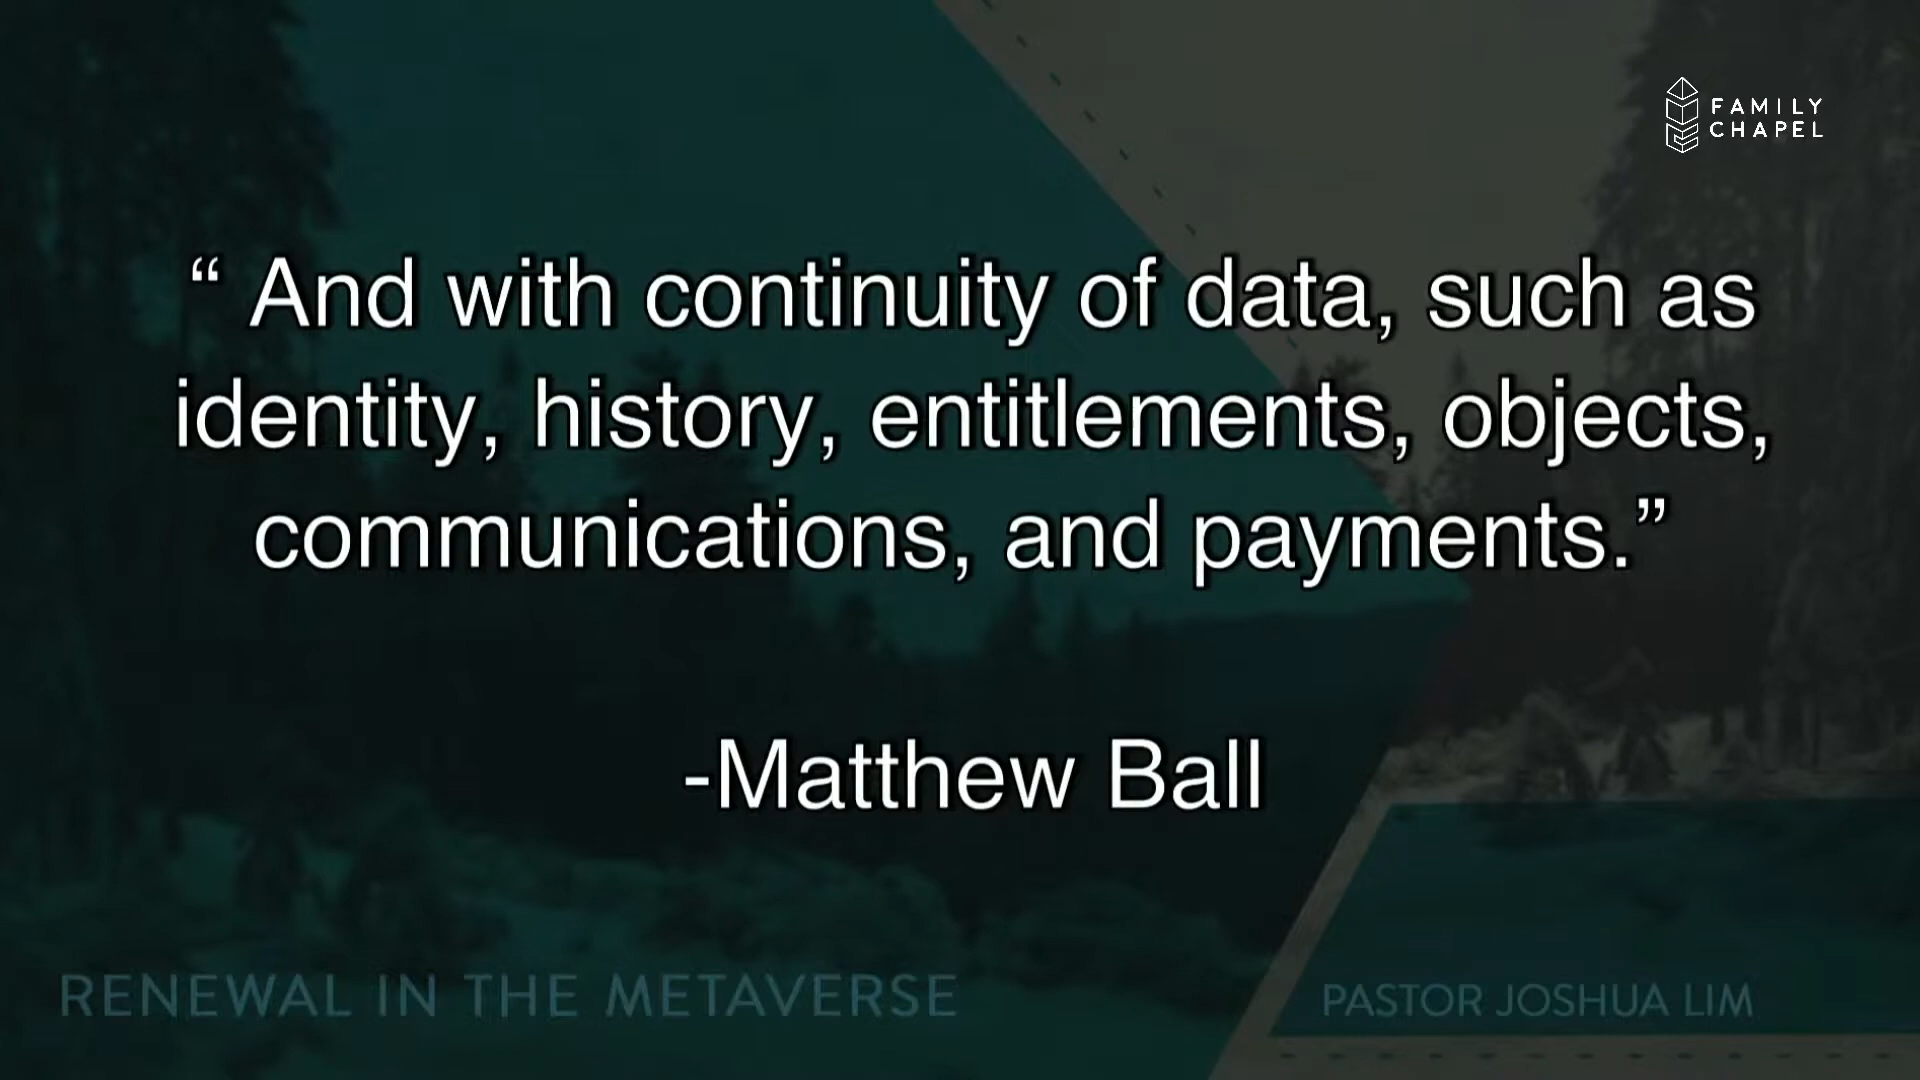 FAMILY
CHAPEL
“ And with continuity of data, such as
identity, history, entitlements, objects,
communications, and payments.”
-Matthew Ball
RENEWAL IN THE METAVERSE
PASTOR JOSHUA LIM